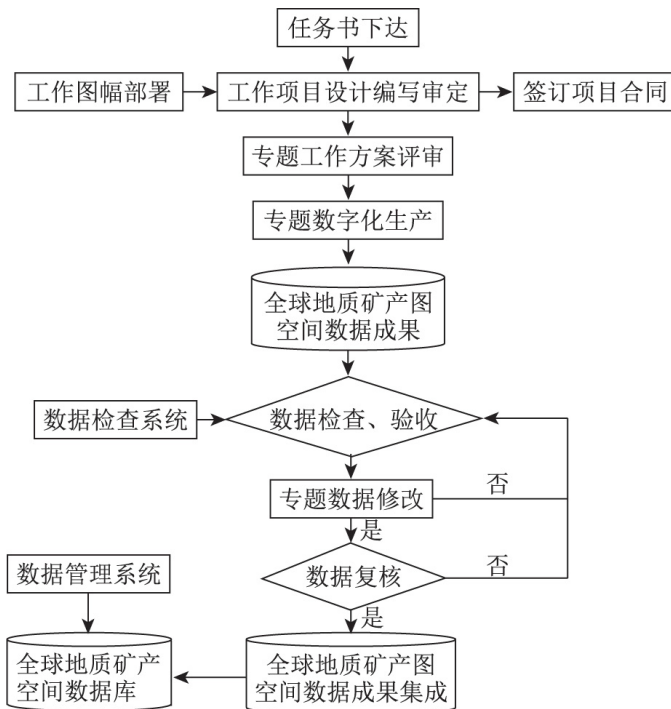 任务书下达
工作图幅部署
工作项目设计编写审定
签订项目合同
专题工作方案评审
专题数字化生产
全球地质矿产图
空间数据成果
数据检查系统
数据检查、验收
专题数据修改
否
是
数据管理系统
数据复核
否
是
全球地质矿产
空间数据库
全球地质矿产图
空间数据成果集成